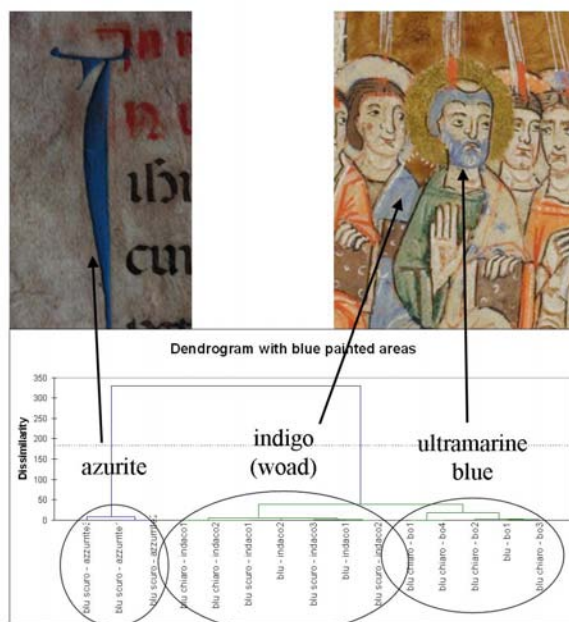 Dendrogram with blue painted areas
350
300
250
200
150
100
50
0
Dissimilarity
azurite
indigo
(woad)
ultramarine
blue
blu scuro - azzurrite
blu scuro - azzurrite
blu scuro - azzurrite
blu chiaro - indaco1
blu chiaro - indaco2
blu scuro - indaco1
blu - indaco2
blu scuro - indaco3
blu - indaco1
blu scuro - indaco2
blu chiaro - bo1
blu chiaro - bo4
blu chiaro - bo2
blu - bo1
blu chiaro - bo3